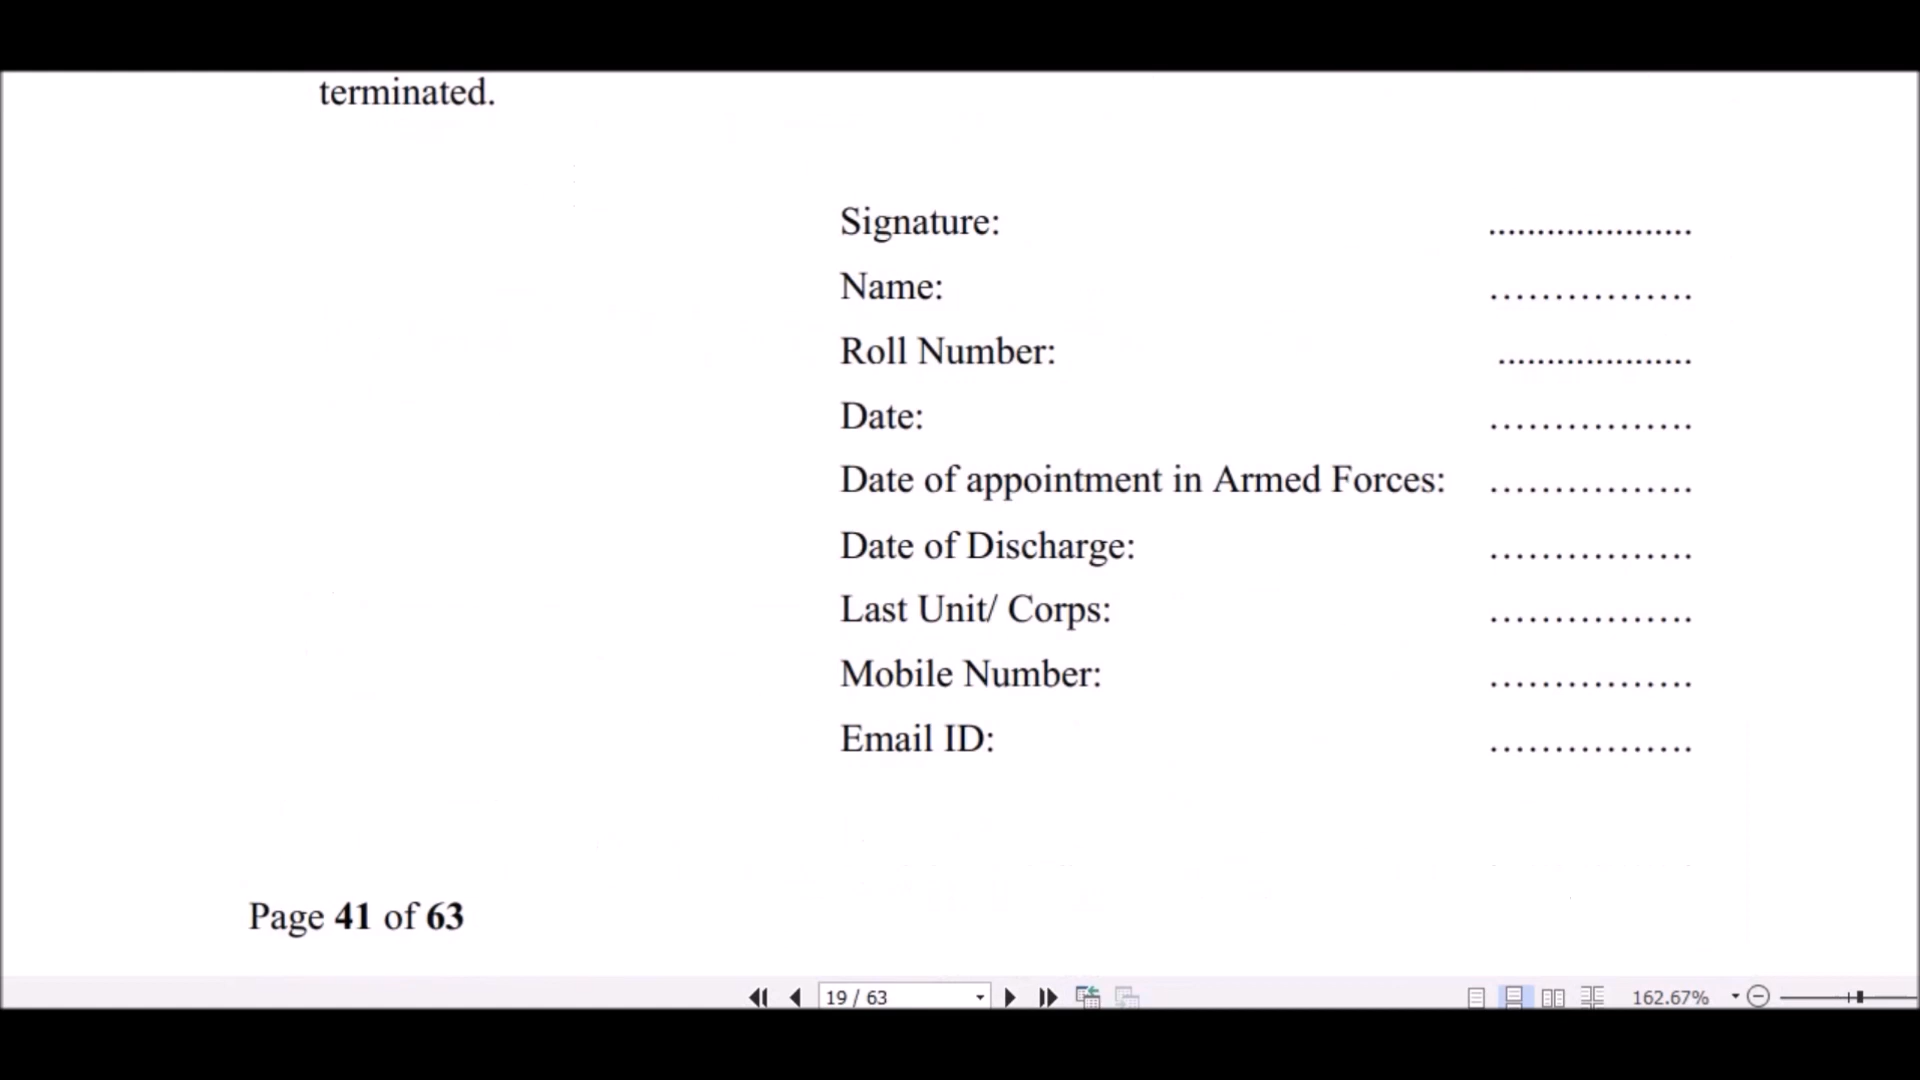 terminated.
Signature: .....................
Name: ................
Roll Number: ....................
Date: ................
Date of appointment in Armed Forces: ................
Date of Discharge: ................
Last Unit/ Corps: ................
Mobile Number: ................
Email ID: ................
Page 41 of 63
19 / 63
162.67%